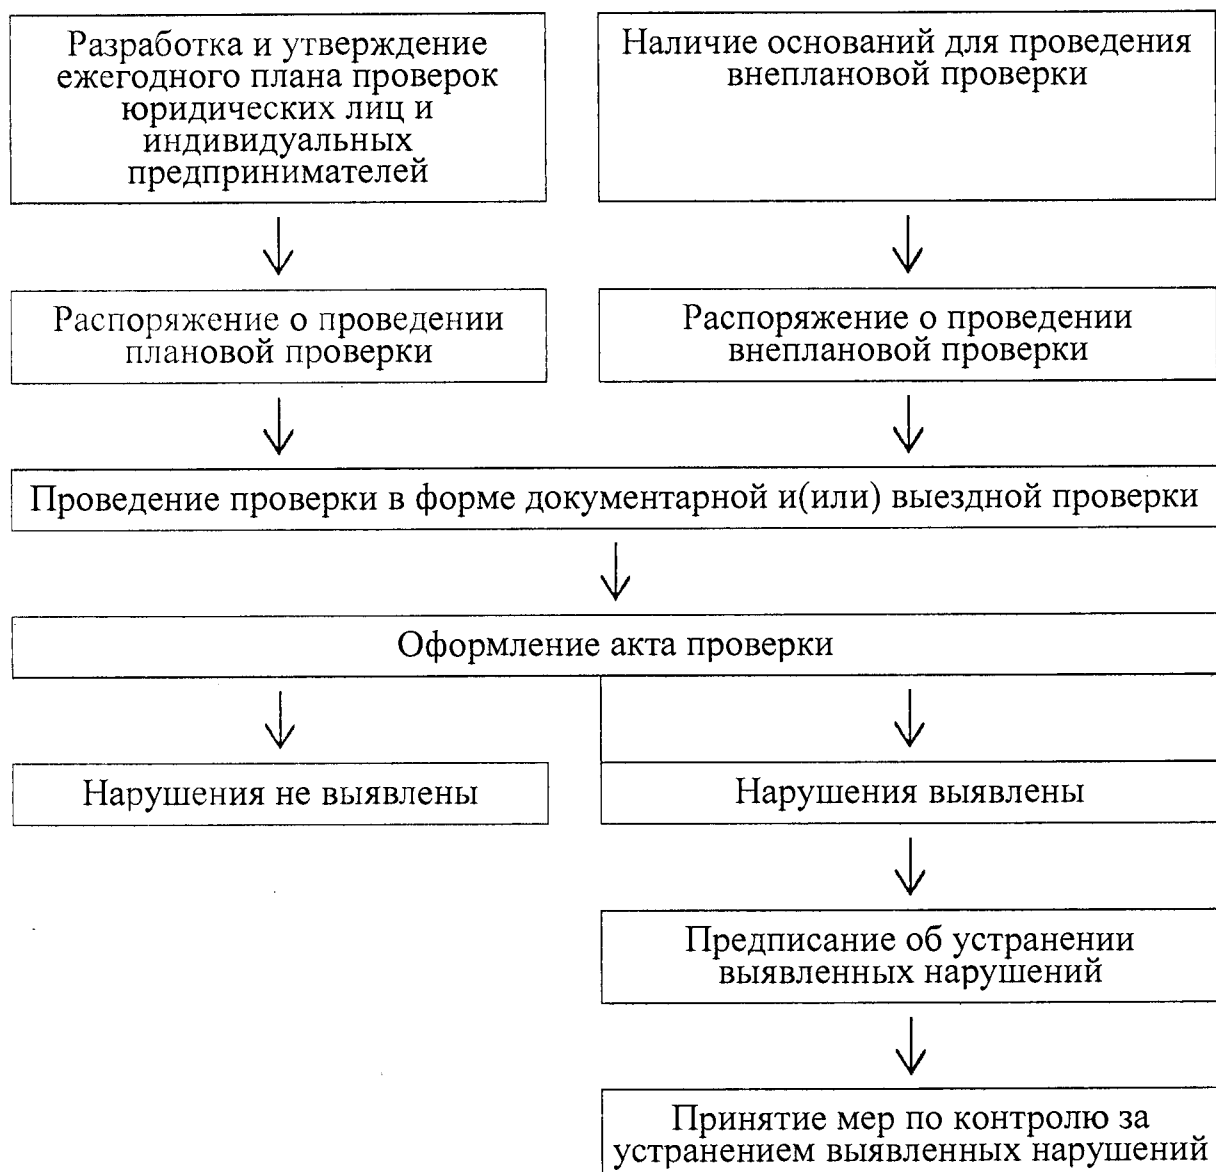 Разработка и утверждение
ежегодного плана проверок
юридических лиц и
индивидуальных
предпринимателей
Наличие оснований для проведения
внеплановой проверки
Распоряжение о проведении
плановой проверки
Распоряжение о проведении
внеплановой проверки
Проведение проверки в форме документарной и(или) выездной проверки
Оформление акта проверки
Нарушения не выявлены
Нарушения выявлены
Предписание об устранении
выявленных нарушений
Принятие мер по контролю за
устранением выявленных нарушений